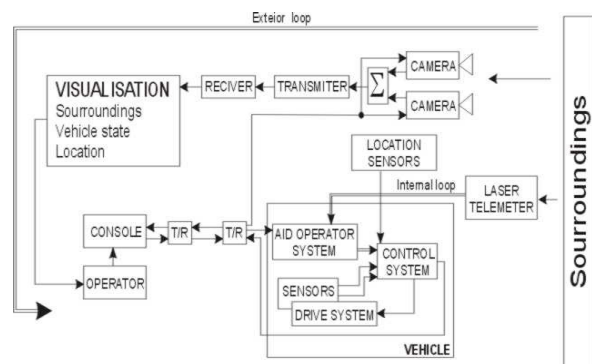 Exteior loop
VISUALISATION
Sourroundings
Vehicle state
Location
RECIVER
TRANSMITER
Σ
CAMERA
CAMERA
LOCATION
SENSORS
Internal loop
LASER
TELEMETER
CONSOLE
T/R
T/R
AID OPERATOR
SYSTEM
CONTROL
SYSTEM
OPERATOR
SENSORS
DRIVE SYSTEM
VEHICLE
Sourroundings